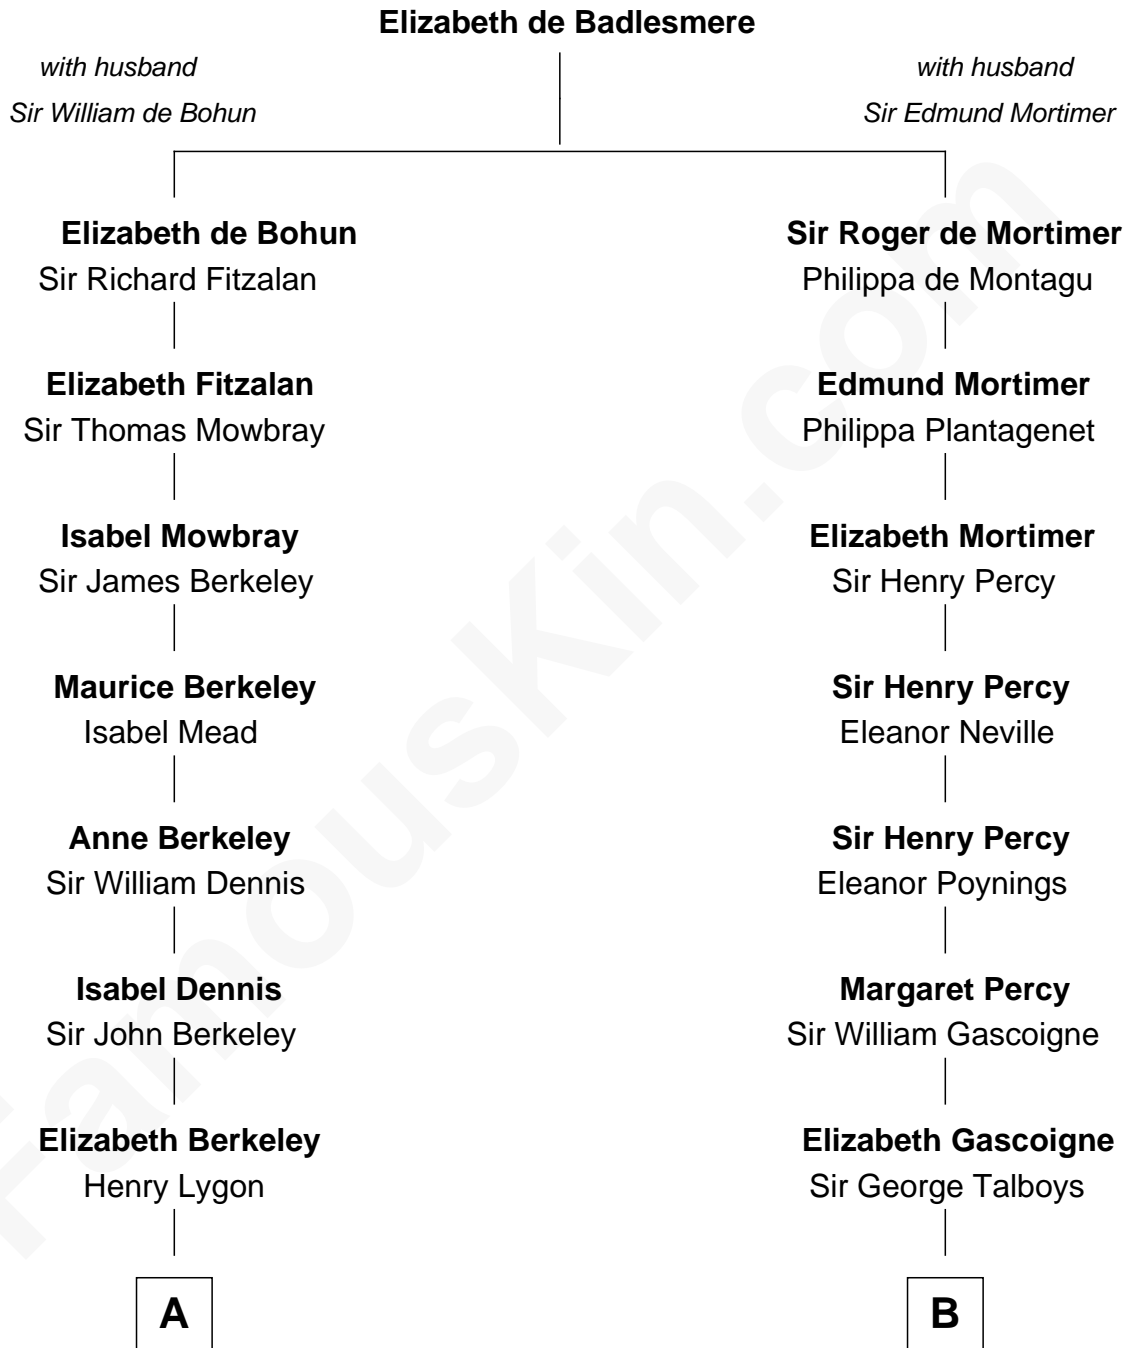 Elizabeth de Badlesmere
with husband
Sir William de Bohun
with husband
Sir Edmund Mortimer
Elizabeth de Bohun
Sir Richard Fitzalan
Elizabeth Fitzalan
Sir Thomas Mowbray
Isabel Mowbray
Sir James Berkeley
Maurice Berkeley
Isabel Mead
Anne Berkeley
Sir William Dennis
Isabel Dennis
Sir John Berkeley
Elizabeth Berkeley
Henry Lygon
A
Sir Roger de Mortimer
Philippa de Montagu
Edmund Mortimer
Philippa Plantagenet
Elizabeth Mortimer
Sir Henry Percy
Sir Henry Percy
Eleanor Neville
Sir Henry Percy
Eleanor Poynings
Margaret Percy
Sir William Gascoigne
Elizabeth Gascoigne
Sir George Talboys
B
FamousKin.com